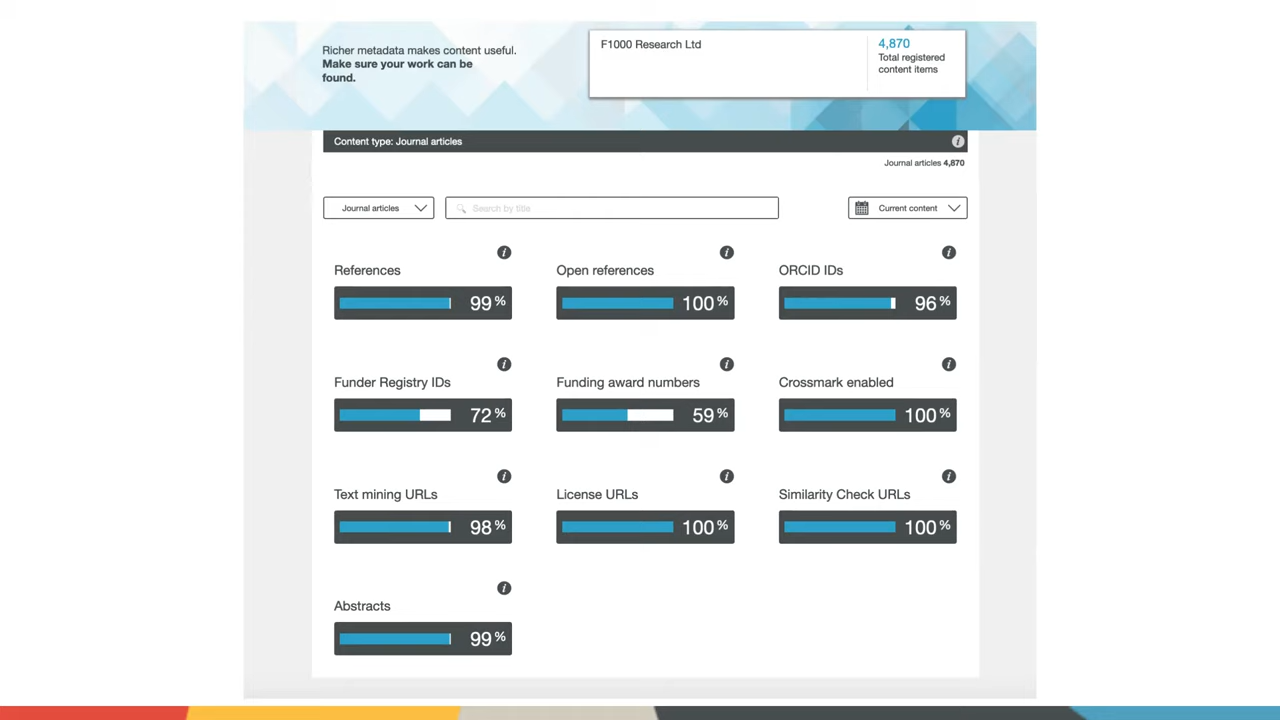 Richer metadata makes content useful.
Make sure your work can be
found.
F1000 Research Ltd
4,870
Total registered
content items
Content type: Journal articles
i
Journal articles 4,870
Journal articles
Search by title
Current content
i
i
i
References
Open references
ORCID IDs
99%
100%
96%
i
i
i
Funder Registry IDs
Funding award numbers
Crossmark enabled
72%
59%
100%
i
i
i
Text mining URLs
License URLs
Similarity Check URLs
98%
100%
100%
i
Abstracts
99%